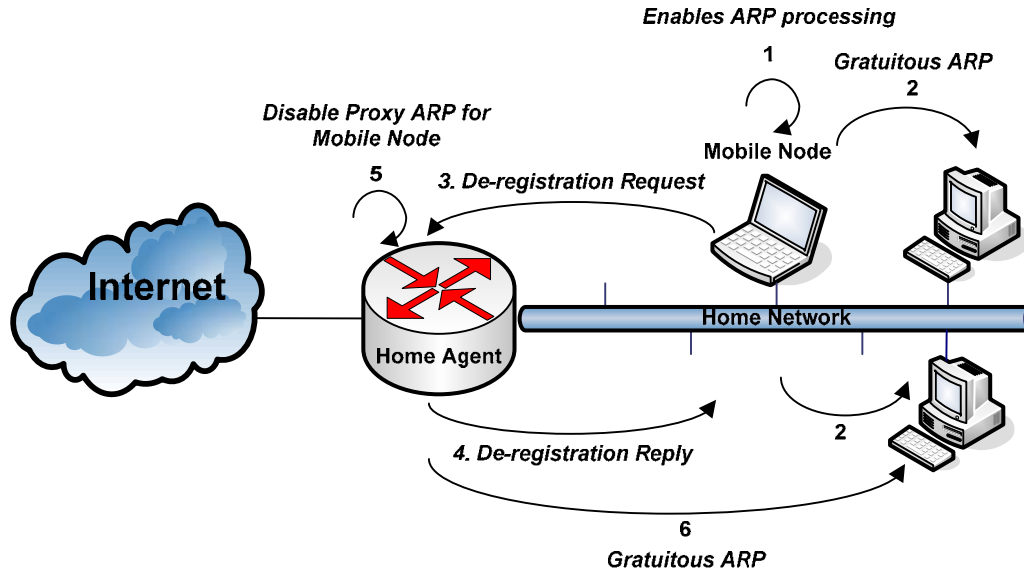 Enables ARP processing
1
Gratuitous ARP
2
Disable Proxy ARP for
Mobile Node
5
Mobile Node
3. De-registration Request
Internet
Home Network
Home Agent
2
4. De-registration Reply
6
Gratuitous ARP